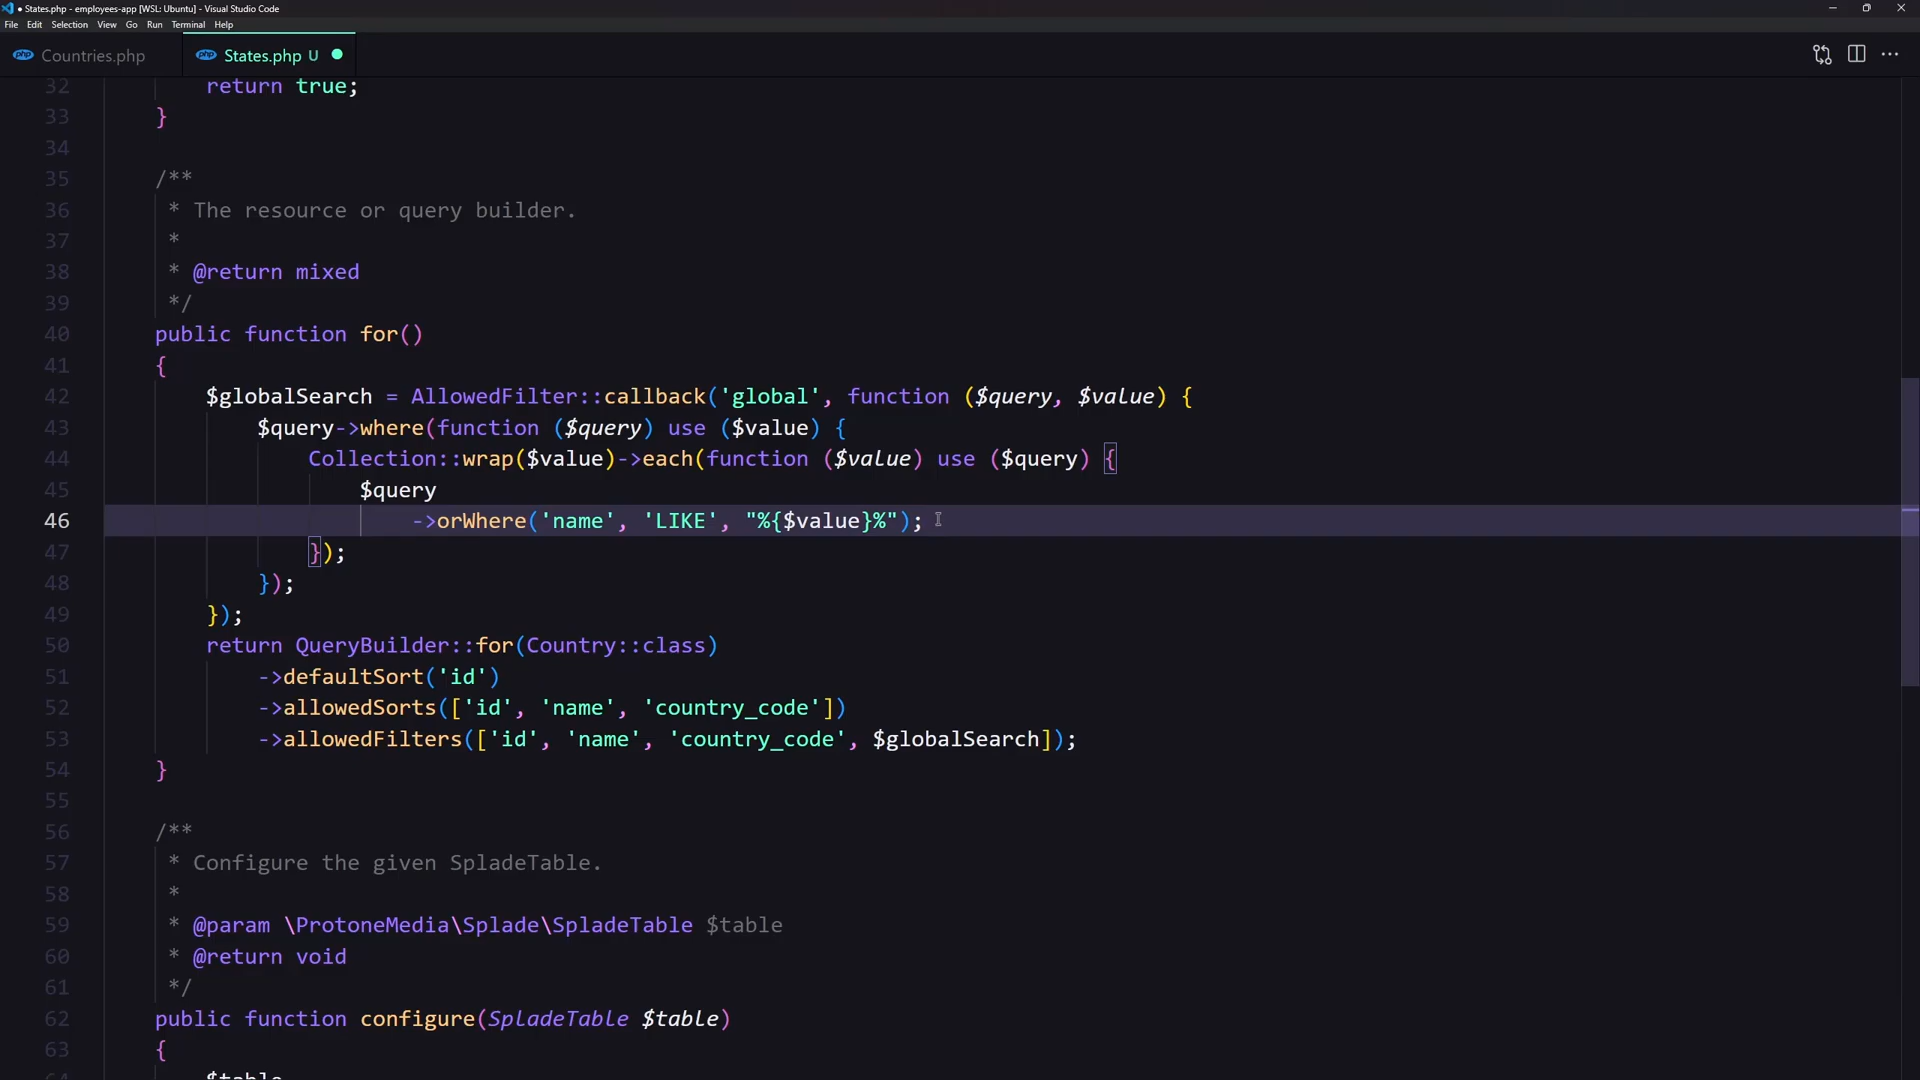 States.php - employees-app [WSL: Ubuntu] - Visual Studio Code
File Edit Selection View Go Run Terminal Help
php Countries.php
php States.php U
32 return true;
33 }
34
35 /**
36 * The resource or query builder.
37 *
38 * @return mixed
39 */
40 public function for()
41 {
42 $globalSearch = AllowedFilter::callback('global', function ($query, $value) {
43 $query->where(function ($query) use ($value) {
44 Collection::wrap($value)->each(function ($value) use ($query) {
45 $query
46 ->orWhere('name', 'LIKE', "%{$value}%");
47 });
48 });
49 });
50 return QueryBuilder::for(Country::class)
51 ->defaultSort('id')
52 ->allowedSorts(['id', 'name', 'country_code'])
53 ->allowedFilters(['id', 'name', 'country_code', $globalSearch]);
54 }
55
56 /**
57 * Configure the given SpladeTable.
58 *
59 * @param \ProtoneMedia\Splade\SpladeTable $table
60 * @return void
61 */
62 public function configure(SpladeTable $table)
63 {
64 $table